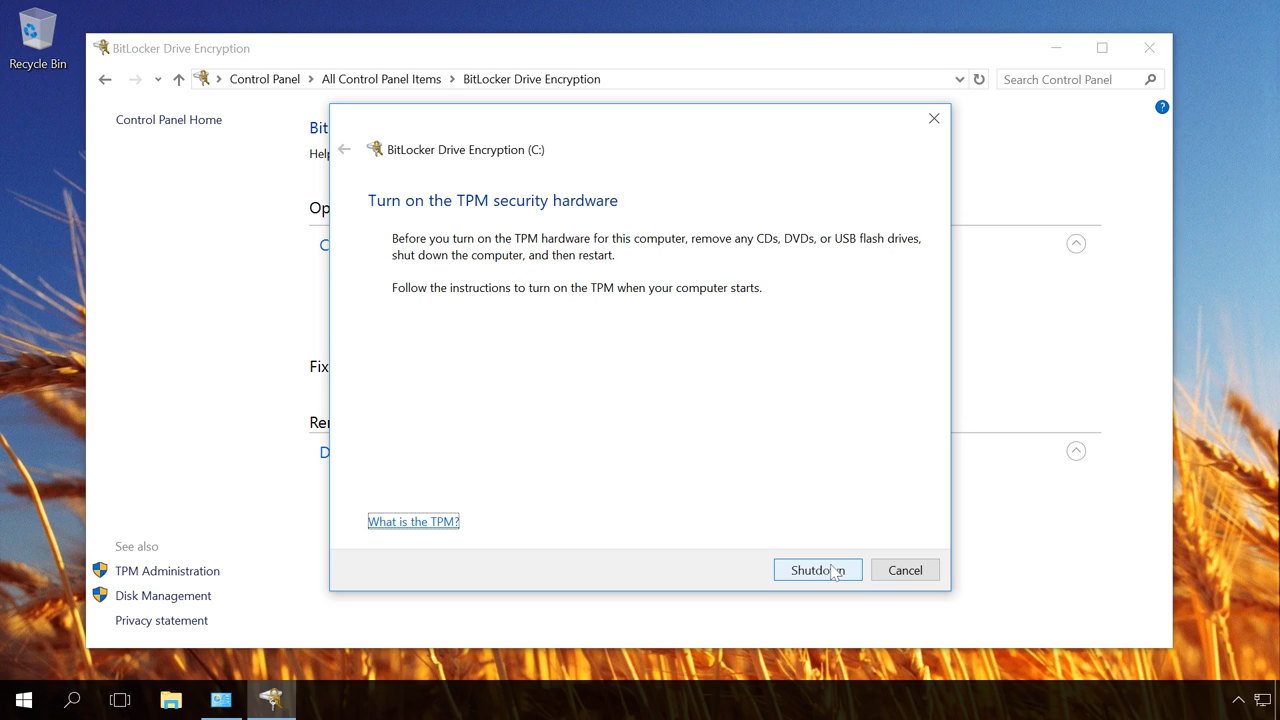 Recycle Bin
BitLocker Drive Encryption
Control Panel
All Control Panel Items
BitLocker Drive Encryption
Search Control Panel
Control Panel Home
BitLocker Drive Encryption (C:)
Turn on the TPM security hardware
Before you turn on the TPM hardware for this computer, remove any CDs, DVDs, or USB flash drives,
shut down the computer, and then restart.
Follow the instructions to turn on the TPM when your computer starts.
What is the TPM?
Shutdown
Cancel
See also
TPM Administration
Disk Management
Privacy statement